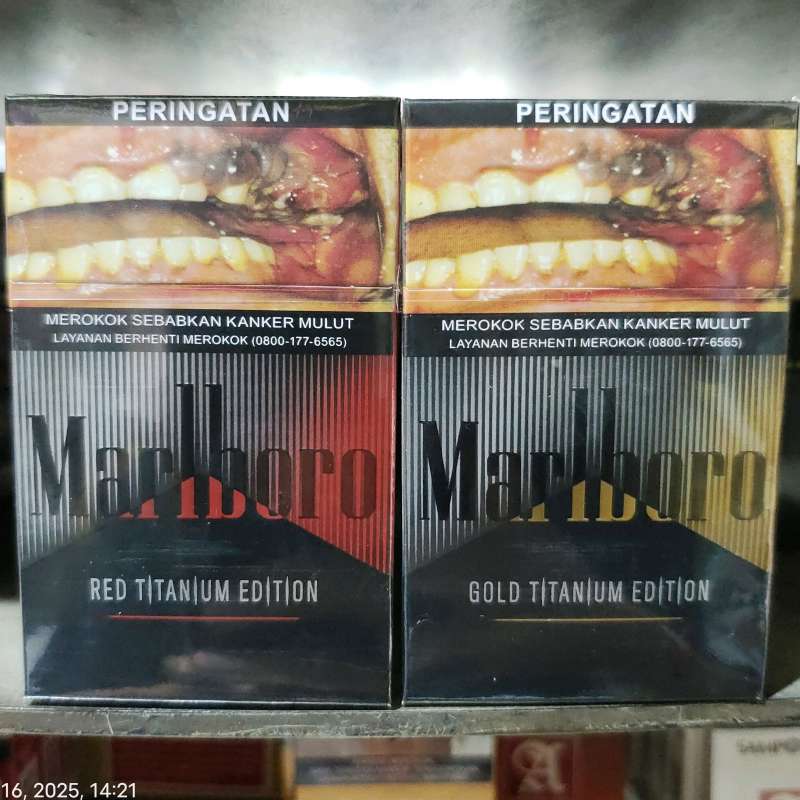 PERINGATAN
MEROKOK SEBABKAN KANKER MULUT
LAYANAN BERHENTI MEROKOK (0800-177-6565)
Marlboro
RED TITANIUM EDITION
PERINGATAN
MEROKOK SEBABKAN KANKER MULUT
LAYANAN BERHENTI MEROKOK (0800-177-6565)
Marlboro
GOLD TITANIUM EDITION
A
16, 2025, 14:21